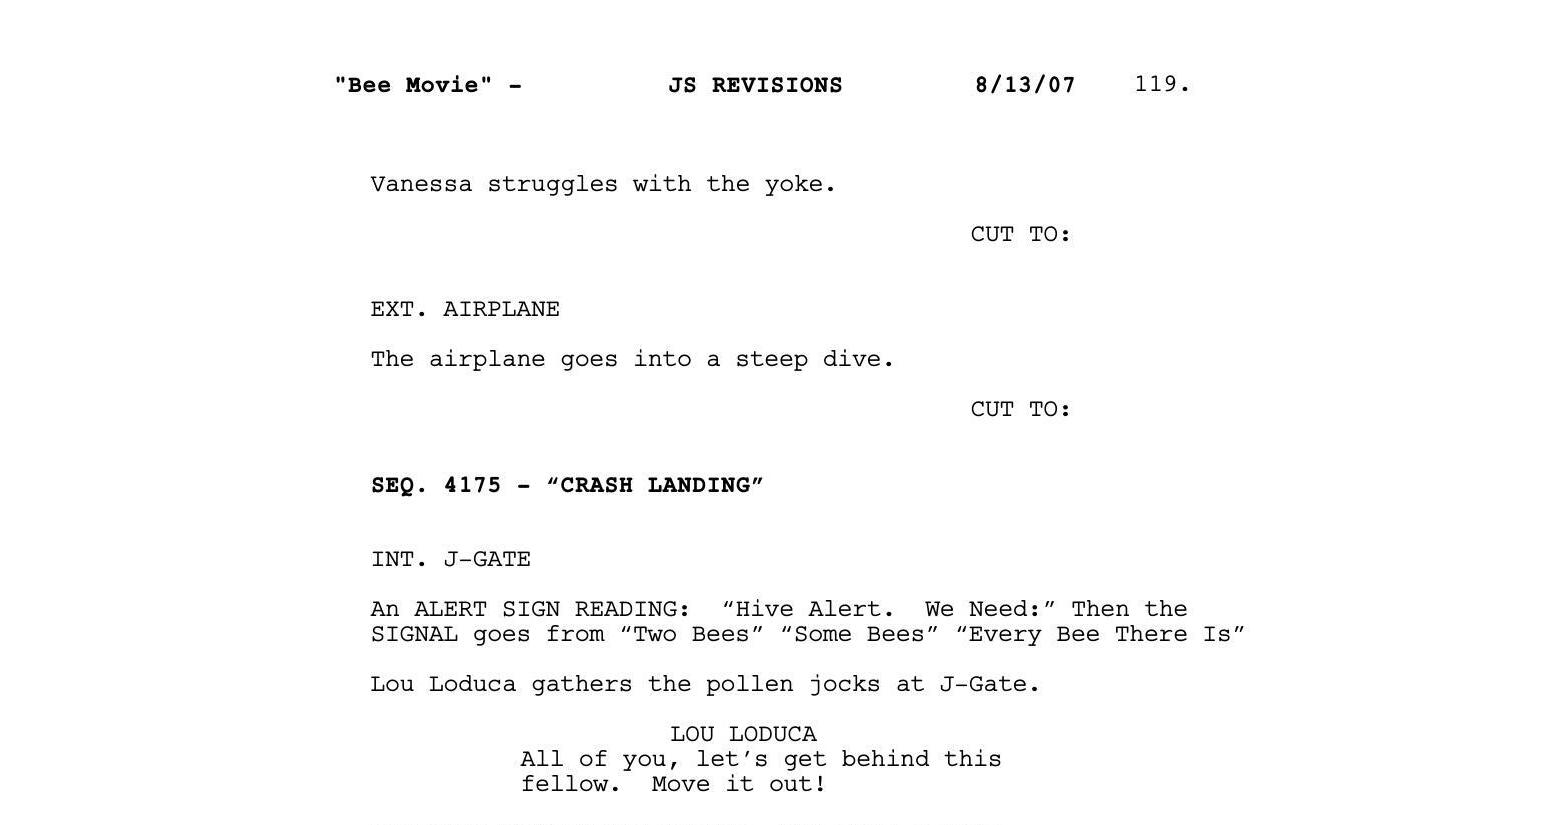 "Bee Movie" - JS REVISIONS 8/13/07 119.
Vanessa struggles with the yoke.
CUT TO:
EXT. AIRPLANE
The airplane goes into a steep dive.
CUT TO:
SEQ. 4175 - “CRASH LANDING”
INT. J-GATE
An ALERT SIGN READING:  “Hive Alert.  We Need:” Then the
SIGNAL goes from “Two Bees” “Some Bees” “Every Bee There Is”
Lou Loduca gathers the pollen jocks at J-Gate.
LOU LODUCA
All of you, let’s get behind this
fellow.  Move it out!